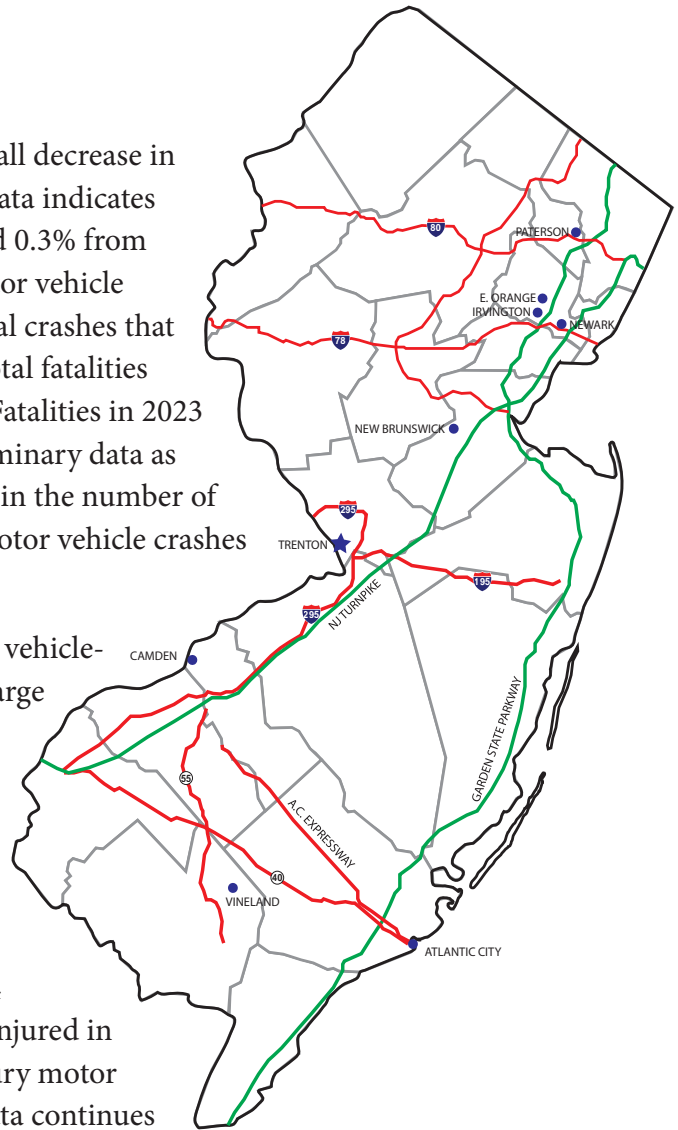 all decrease in
ata indicates
d 0.3% from
or vehicle
al crashes that
otal fatalities
Fatalities in 2023
minary data as
in the number of
otor vehicle crashes
vehicle-
arge
njured in
ury motor
ta continues
80
PATERSON
E. ORANGE
IRVINGTON
NEWARK
78
NEW BRUNSWICK
295
TRENTON
195
295
NJ TURNPIKE
CAMDEN
GARDEN STATE PARKWAY
55
A.C. EXPRESSWAY
40
VINELAND
ATLANTIC CITY